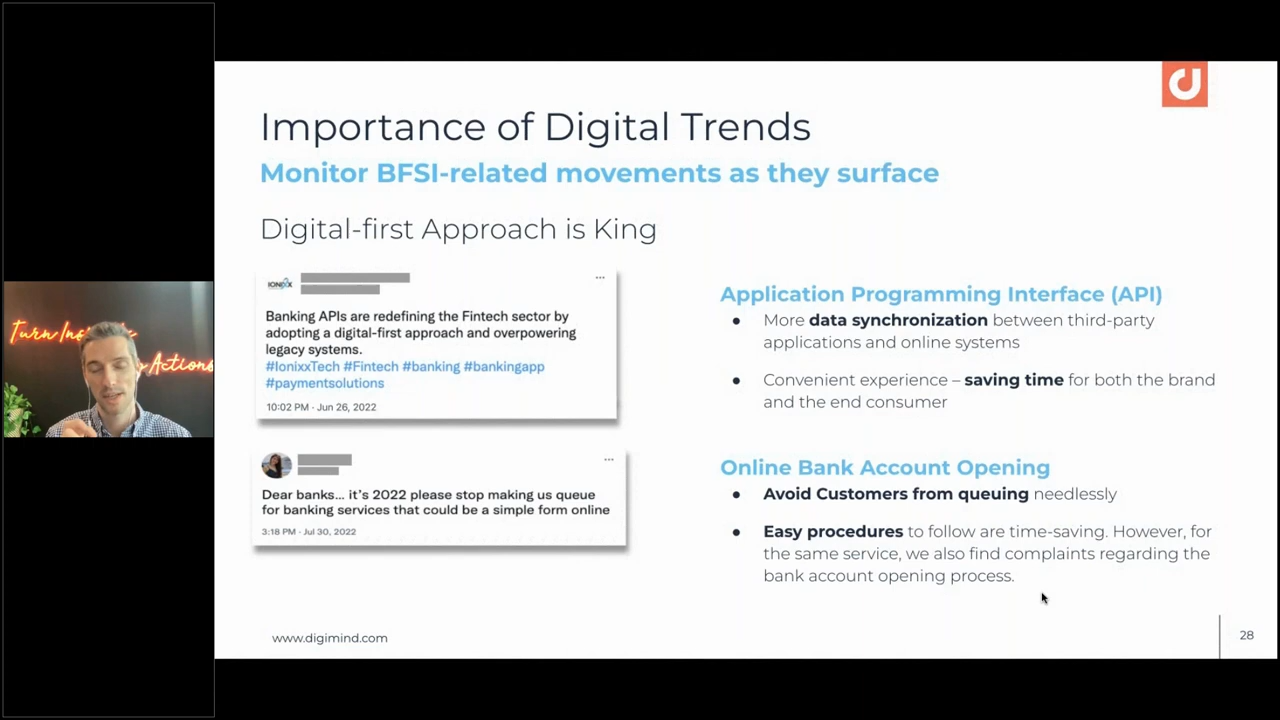 Importance of Digital Trends
Monitor BFSI-related movements as they surface
Digital-first Approach is King
IONIXX
...
Banking APIs are redefining the Fintech sector by
adopting a digital-first approach and overpowering
legacy systems.
#IonixxTech #Fintech #banking #bankingapp
#paymentsolutions
10:02 PM · Jun 26, 2022
...
Dear banks... it's 2022 please stop making us queue
for banking services that could be a simple form online
3:18 PM · Jul 30, 2022
Application Programming Interface (API)
● More data synchronization between third-party
applications and online systems
● Convenient experience – saving time for both the brand
and the end consumer
Online Bank Account Opening
● Avoid Customers from queuing needlessly
● Easy procedures to follow are time-saving. However, for
the same service, we also find complaints regarding the
bank account opening process.
Turn
Actions
www.digimind.com
28